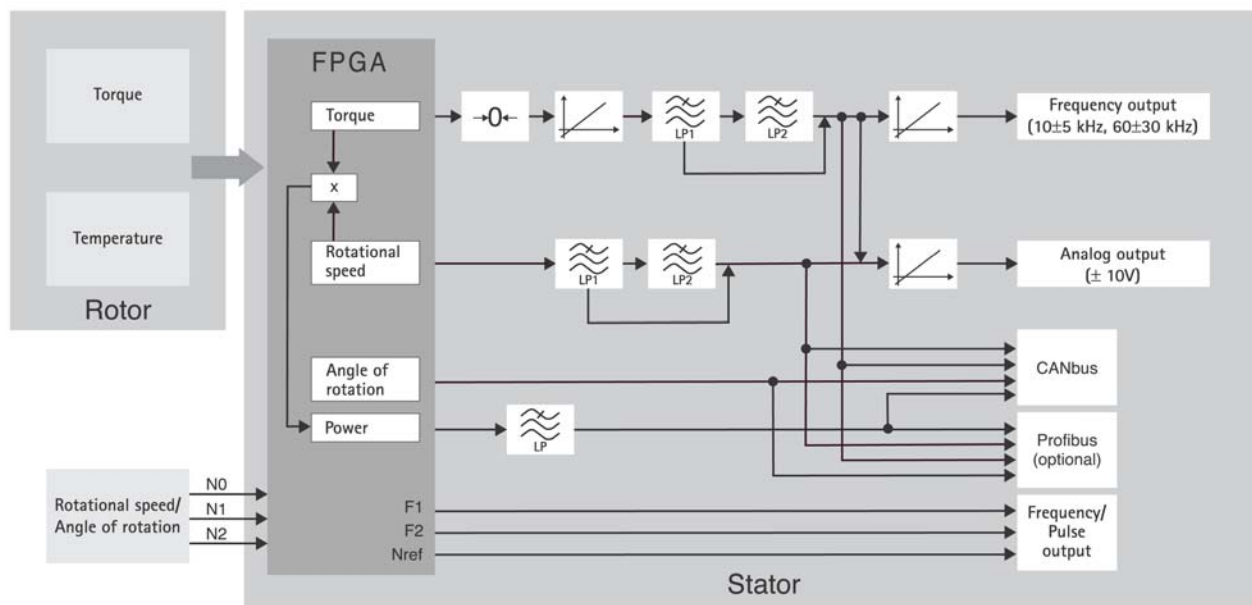 Torque
Temperature
Rotor
Rotational speed/
Angle of rotation
N0
N1
N2
FPGA
Torque
x
Rotational
speed
Angle of
rotation
Power
F1
F2
Nref
→0←
LP1
LP2
LP1
LP2
LP
Frequency output
(10±5 kHz, 60±30 kHz)
Analog output
(± 10V)
CANbus
Profibus
(optional)
Frequency/
Pulse
output
Stator